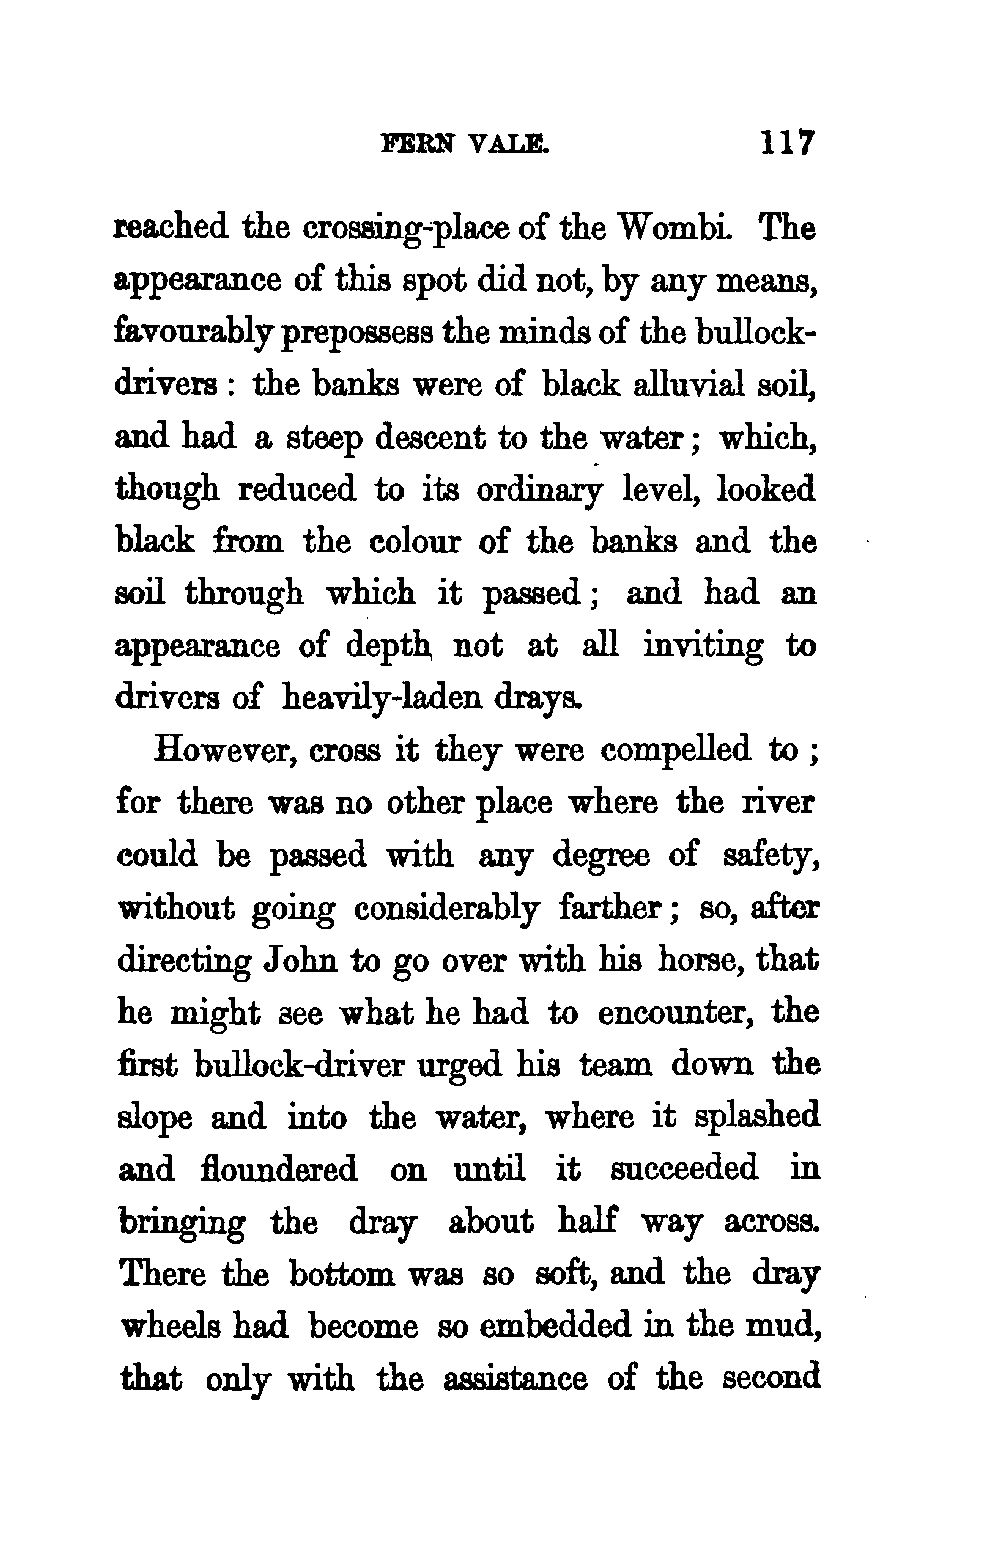 FERN VALE. 117
reached the crossing-place of the Wombi. The
appearance of this spot did not, by any means,
favourably prepossess the minds of the bullock-
drivers : the banks were of black alluvial soil,
and had a steep descent to the water ; which,
though reduced to its ordinary level, looked
black from the colour of the banks and the
soil through which it passed ; and had an
appearance of depth, not at all inviting to
drivers of heavily-laden drays.
However, cross it they were compelled to ;
for there was no other place where the river
could be passed with any degree of safety,
without going considerably farther ; so, after
directing John to go over with his horse, that
he might see what he had to encounter, the
first bullock-driver urged his team down the
slope and into the water, where it splashed
and floundered on until it succeeded in
bringing the dray about half way across.
There the bottom was so soft, and the dray
wheels had become so embedded in the mud,
that only with the assistance of the second